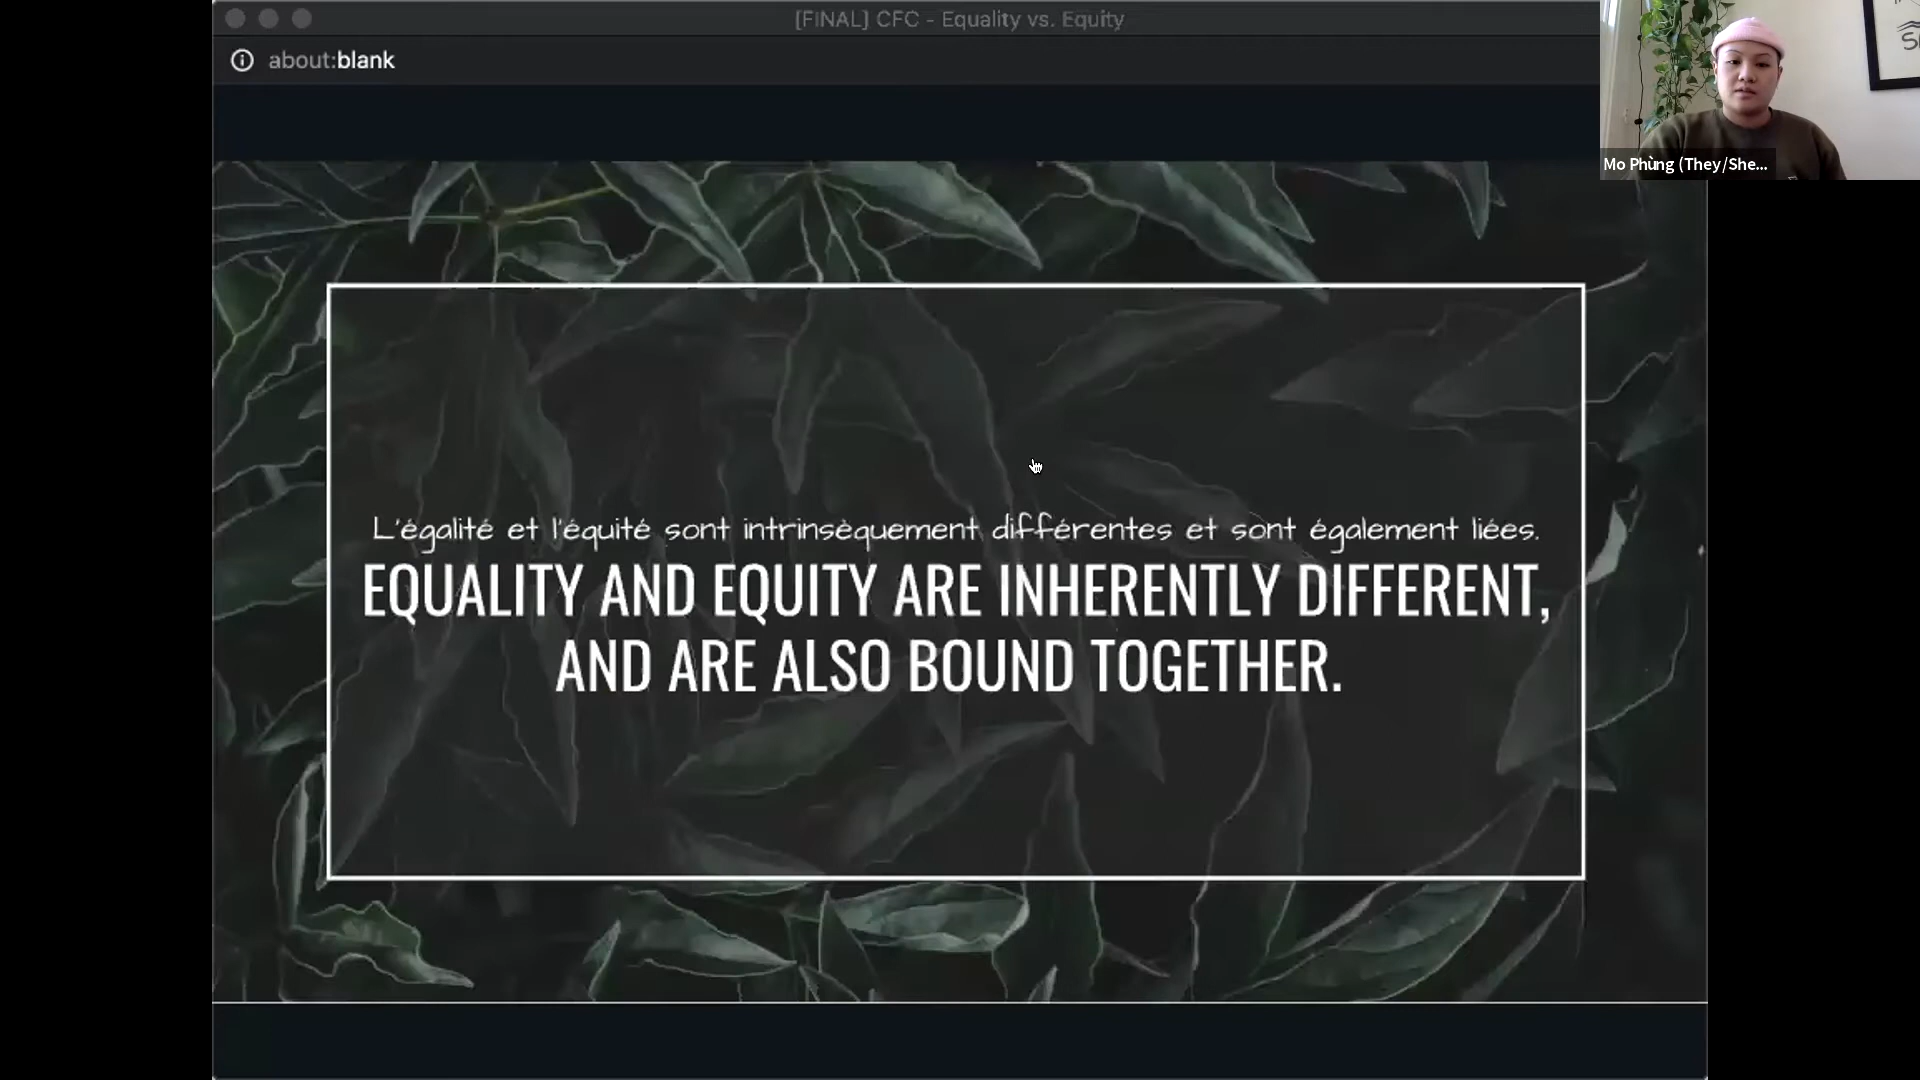 [FINAL] CFC - Equality vs. Equity
about:blank
Mo Phùng (They/She...
L'égalité et l'équité sont intrinsèquement différentes et sont également liées.
EQUALITY AND EQUITY ARE INHERENTLY DIFFERENT,
AND ARE ALSO BOUND TOGETHER.